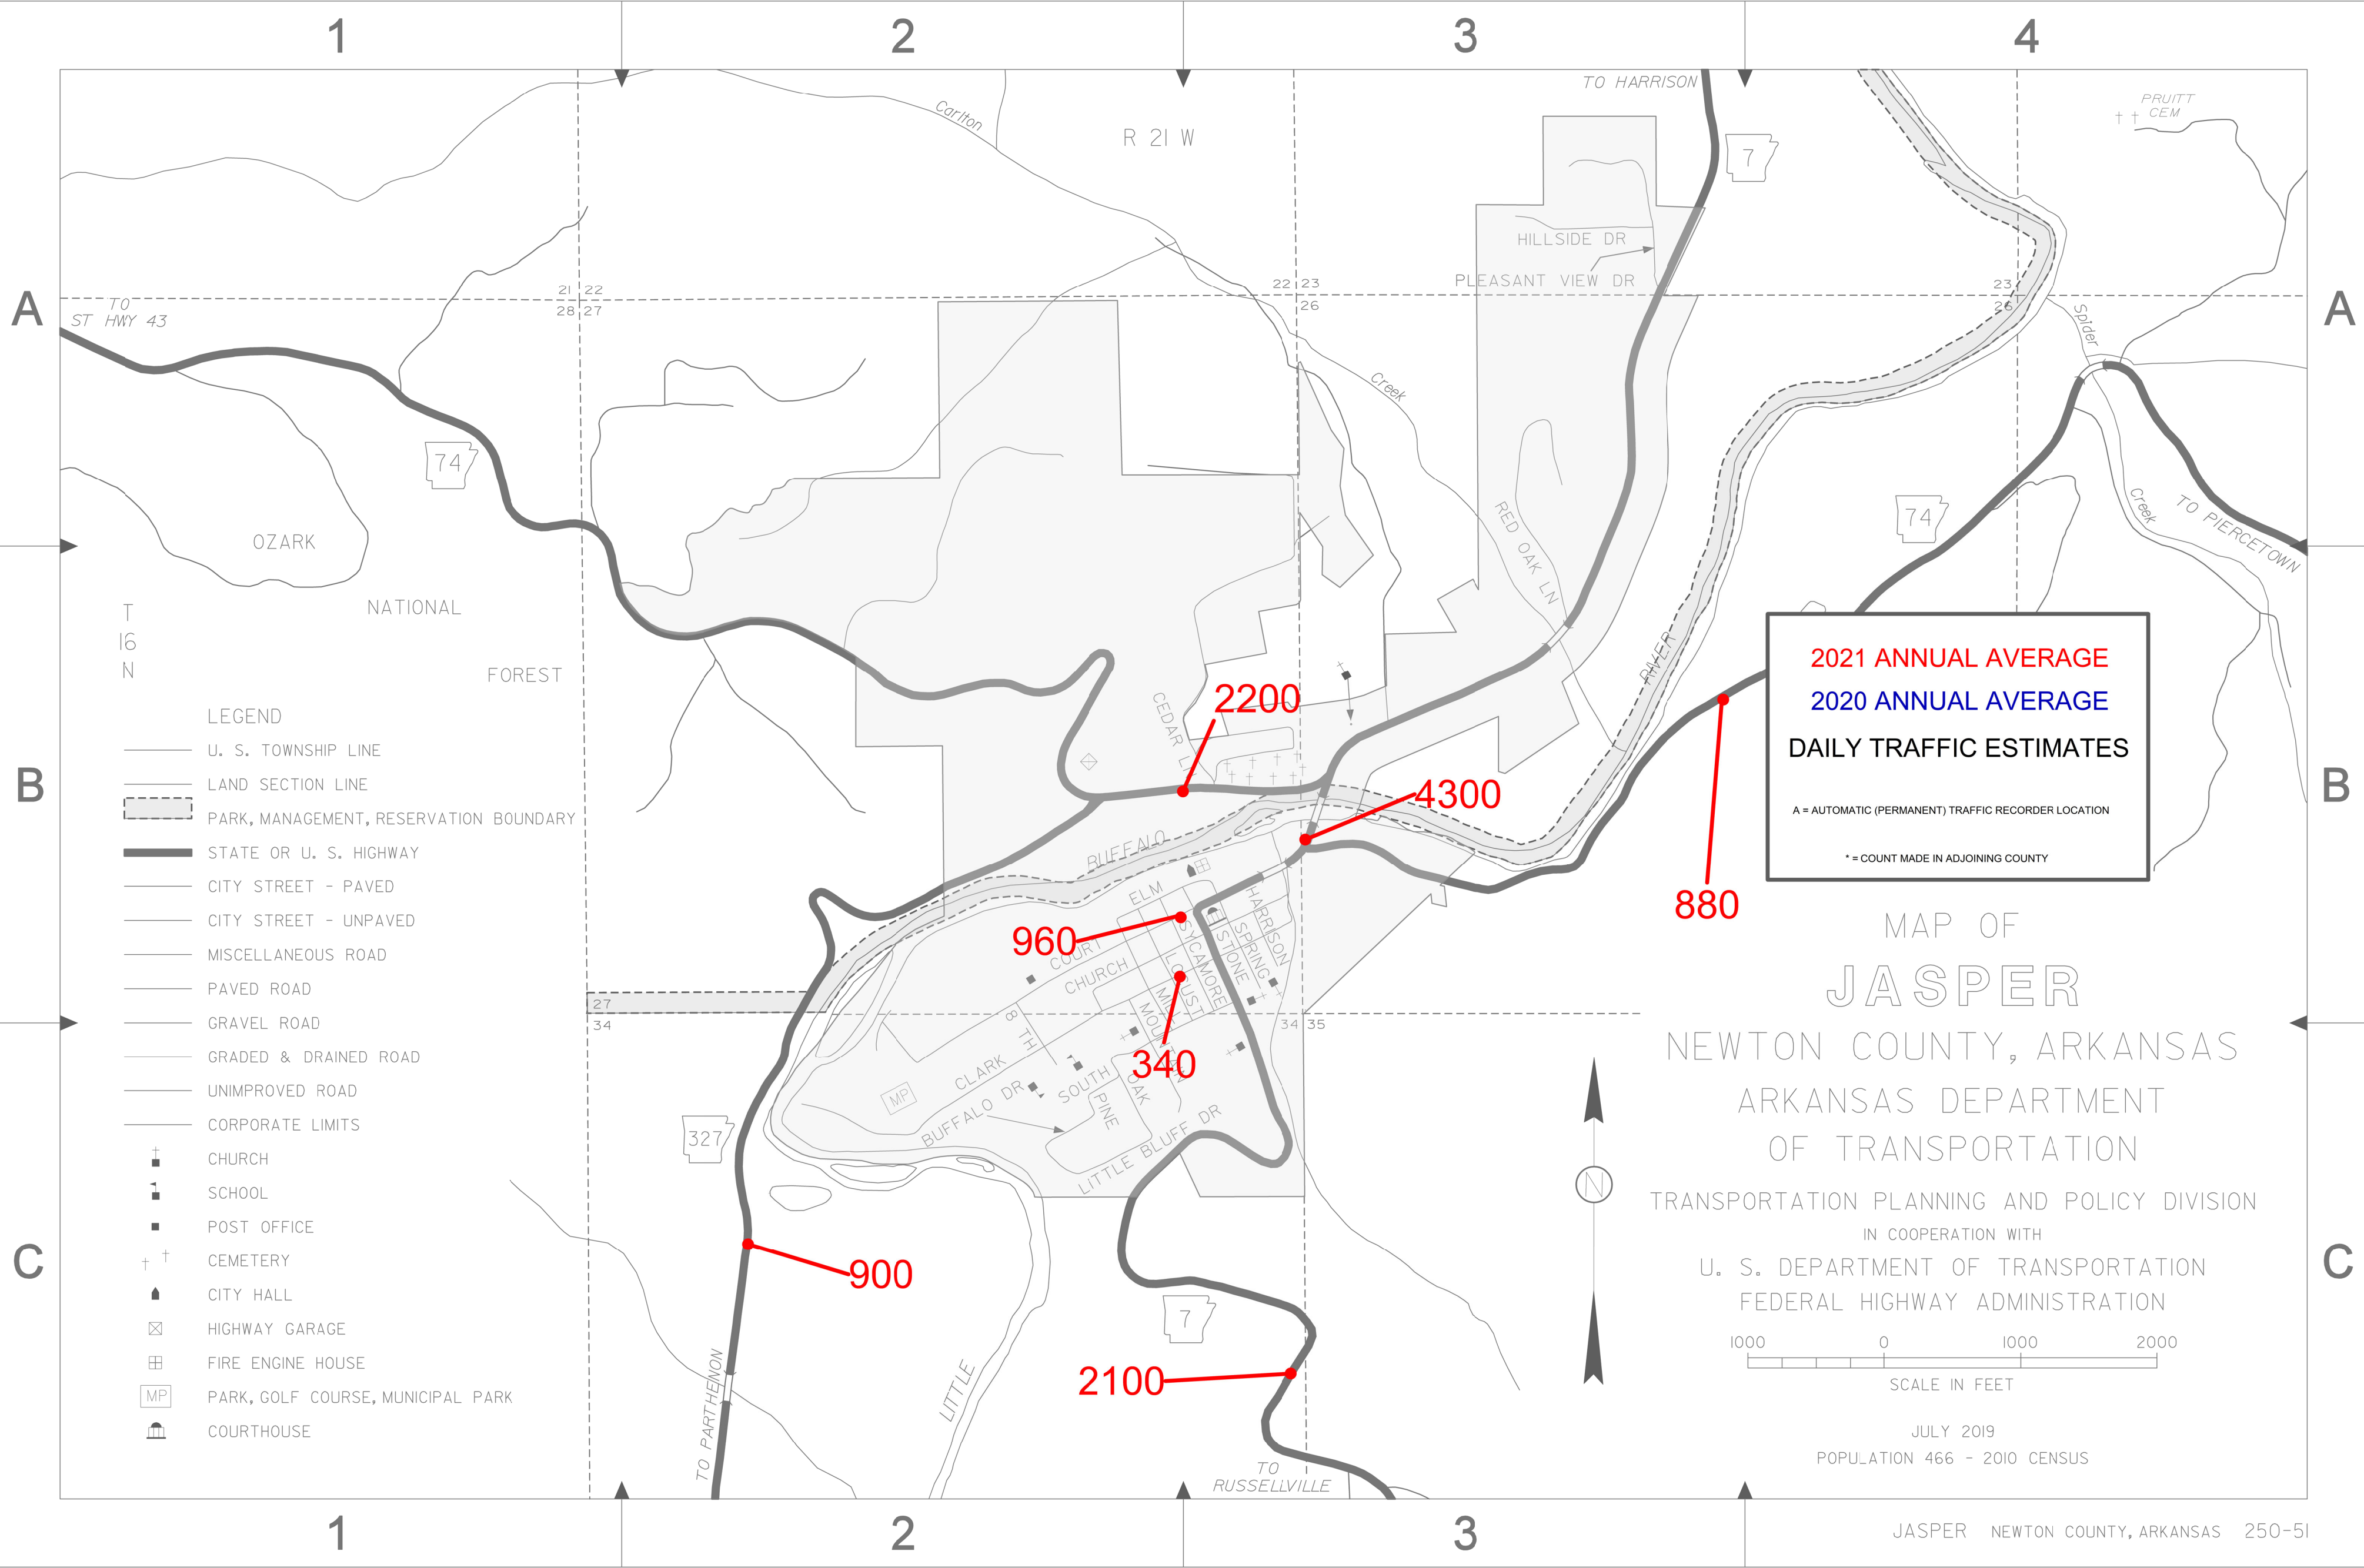 1 2 3 4
TO HARRISON
PRUITT
CEM
Carlton
R 21 W
7
HILLSIDE DR
PLEASANT VIEW DR
21 22
28 27
22 23
26
23
26
A
A
TO
ST HWY 43
Spider
Creek
74
RED OAK LN
74
Creek
TO PIERCETOWN
OZARK
NATIONAL
FOREST
T
16
N
RIVER
CEDAR
2200
4300
880
B
B
2021 ANNUAL AVERAGE
2020 ANNUAL AVERAGE
DAILY TRAFFIC ESTIMATES
A = AUTOMATIC (PERMANENT) TRAFFIC RECORDER LOCATION
* = COUNT MADE IN ADJOINING COUNTY
LEGEND
U. S. TOWNSHIP LINE
LAND SECTION LINE
PARK, MANAGEMENT, RESERVATION BOUNDARY
STATE OR U. S. HIGHWAY
CITY STREET - PAVED
CITY STREET - UNPAVED
MISCELLANEOUS ROAD
PAVED ROAD
GRAVEL ROAD
GRADED & DRAINED ROAD
UNIMPROVED ROAD
CORPORATE LIMITS
CHURCH
SCHOOL
POST OFFICE
CEMETERY
CITY HALL
HIGHWAY GARAGE
FIRE ENGINE HOUSE
MP PARK, GOLF COURSE, MUNICIPAL PARK
COURTHOUSE
BUFFALO
ELM
HARRISON
SPRING
STONE
SYCAMORE
LOCUST
960
COURT
CHURCH
27
34
34 35
8 TH
340
CLARK
SOUTH
OAK
PINE
MP
BUFFALO DR
LITTLE BLUFF DR
327
C
C
900
7
2100
TO PARTHENON
LITTLE
TO
RUSSELLVILLE
N
MAP OF
JASPER
NEWTON COUNTY, ARKANSAS
ARKANSAS DEPARTMENT
OF TRANSPORTATION
TRANSPORTATION PLANNING AND POLICY DIVISION
IN COOPERATION WITH
U. S. DEPARTMENT OF TRANSPORTATION
FEDERAL HIGHWAY ADMINISTRATION
1000 0 1000 2000
SCALE IN FEET
JULY 2019
POPULATION 466 - 2010 CENSUS
1 2 3
JASPER NEWTON COUNTY, ARKANSAS 250-51